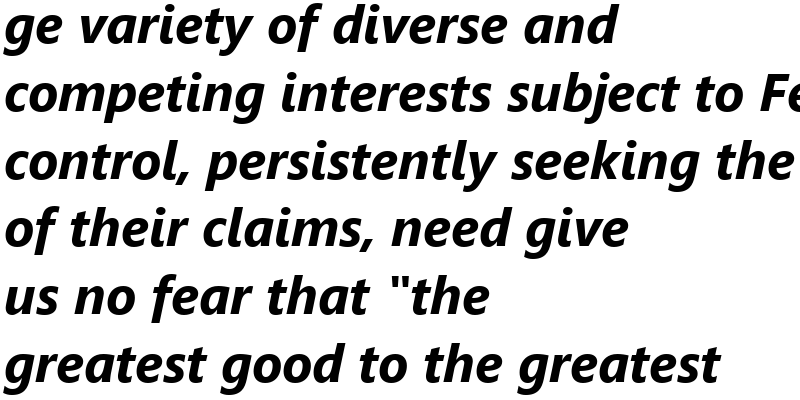 ge variety of diverse and
competing interests subject to Fe
control, persistently seeking the
of their claims, need give
us no fear that "the
greatest good to the greatest